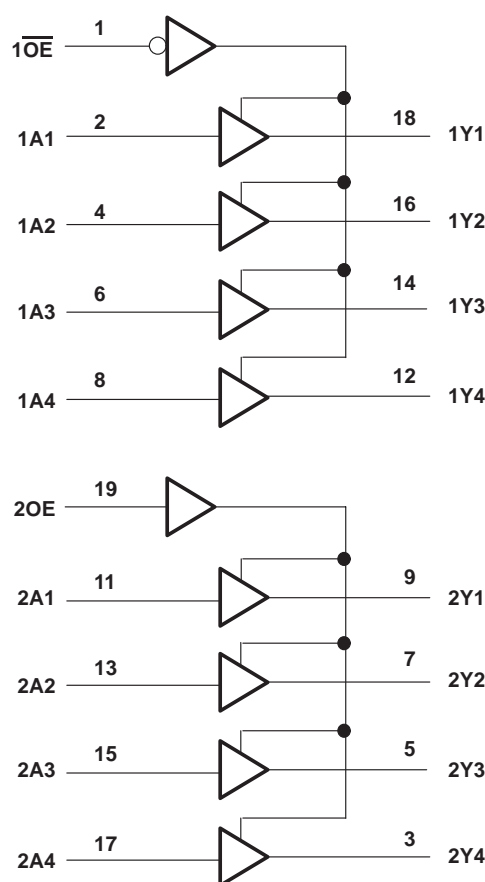 1O̅E̅ 1
1A1 2 18 1Y1
1A2 4 16 1Y2
1A3 6 14 1Y3
1A4 8 12 1Y4
2OE 19
2A1 11 9 2Y1
2A2 13 7 2Y2
2A3 15 5 2Y3
2A4 17 3 2Y4